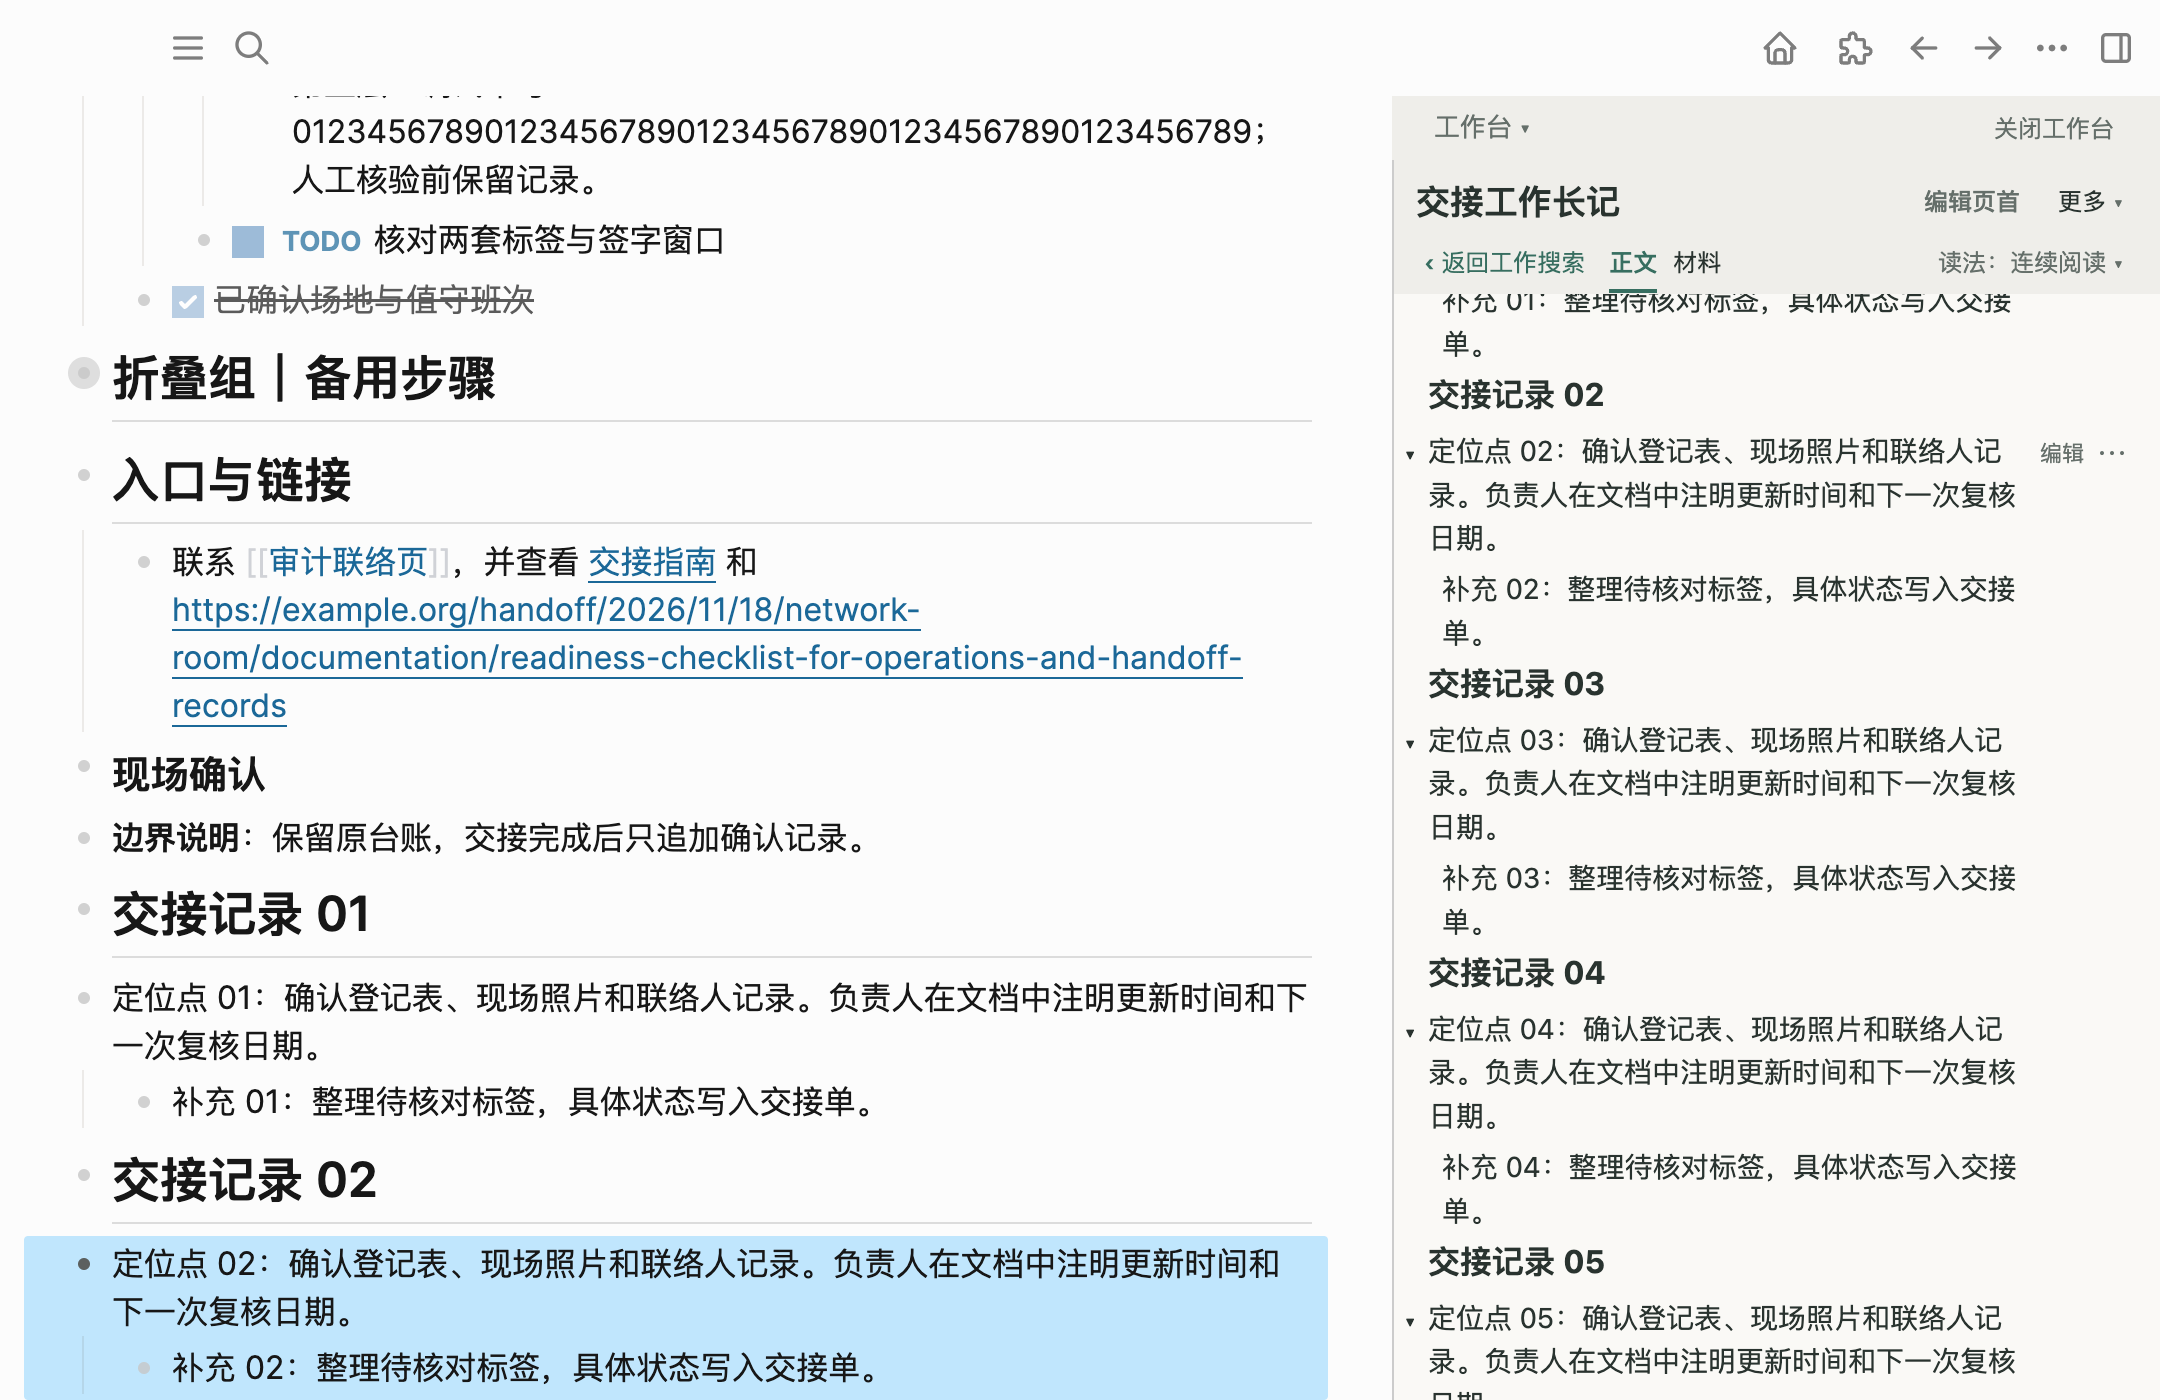 0123456789012345678901234567890123456789；
人工核验前保留记录。
TODO 核对两套标签与签字窗口
已确认场地与值守班次
折叠组｜备用步骤
入口与链接
联系 [[审计联络页]]，并查看 交接指南 和
https://example.org/handoff/2026/11/18/network-
room/documentation/readiness-checklist-for-operations-and-handoff-
records
现场确认
边界说明：保留原台账，交接完成后只追加确认记录。
交接记录 01
定位点 01：确认登记表、现场照片和联络人记录。负责人在文档中注明更新时间和下
一次复核日期。
补充 01：整理待核对标签，具体状态写入交接单。
交接记录 02
定位点 02：确认登记表、现场照片和联络人记录。负责人在文档中注明更新时间和
下一次复核日期。
补充 02：整理待核对标签，具体状态写入交接单。
工作台 ▾
关闭工作台
交接工作长记
编辑页首
更多 ▾
‹ 返回工作搜索
正文
材料
读法：连续阅读 ▾
补充 01：整理待核对标签，具体状态写入交接
单。
交接记录 02
定位点 02：确认登记表、现场照片和联络人记
编辑 ···
录。负责人在文档中注明更新时间和下一次复核
日期。
补充 02：整理待核对标签，具体状态写入交接
单。
交接记录 03
定位点 03：确认登记表、现场照片和联络人记
录。负责人在文档中注明更新时间和下一次复核
日期。
补充 03：整理待核对标签，具体状态写入交接
单。
交接记录 04
定位点 04：确认登记表、现场照片和联络人记
录。负责人在文档中注明更新时间和下一次复核
日期。
补充 04：整理待核对标签，具体状态写入交接
单。
交接记录 05
定位点 05：确认登记表、现场照片和联络人记
录。负责人在文档中注明更新时间和下一次复核